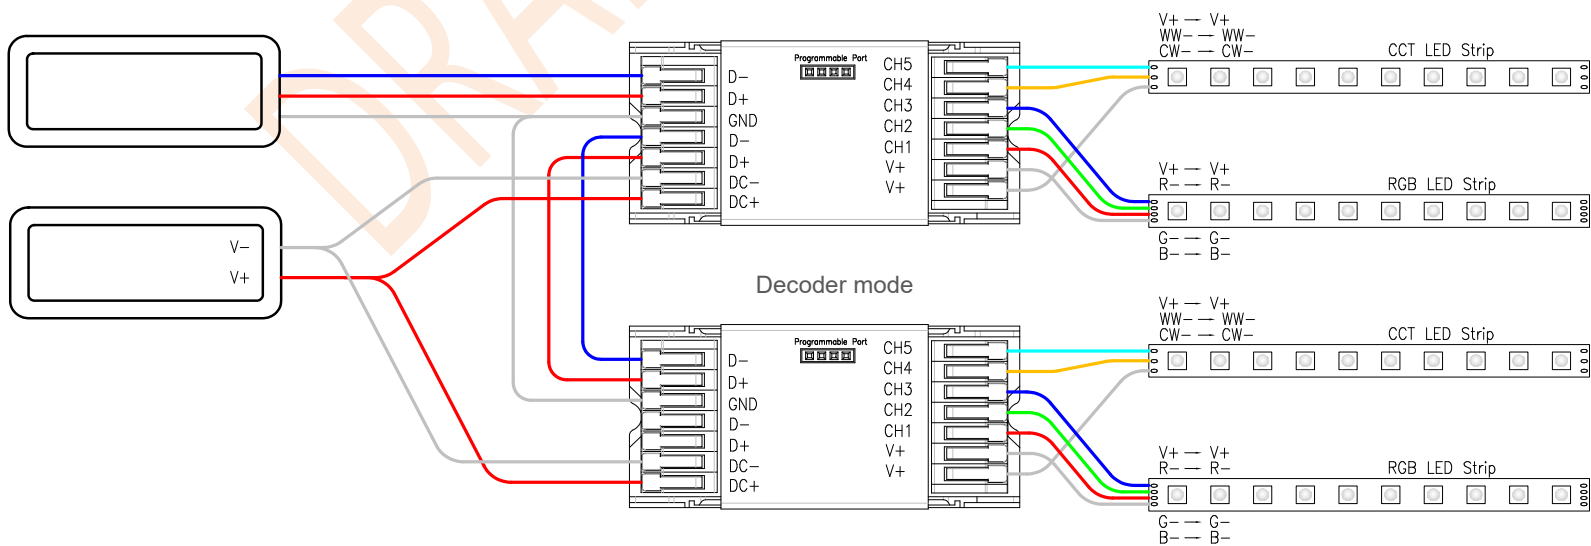 DRA
V-
V+
Programmable Port
D-
D+
GND
D-
D+
DC-
DC+
CH5
CH4
CH3
CH2
CH1
V+
V+
V+ → V+
WW- → WW-
CW- → CW-
CCT LED Strip
V+ → V+
R- → R-
RGB LED Strip
G- → G-
B- → B-
Decoder mode
Programmable Port
D-
D+
GND
D-
D+
DC-
DC+
CH5
CH4
CH3
CH2
CH1
V+
V+
V+ → V+
WW- → WW-
CW- → CW-
CCT LED Strip
V+ → V+
R- → R-
RGB LED Strip
G- → G-
B- → B-